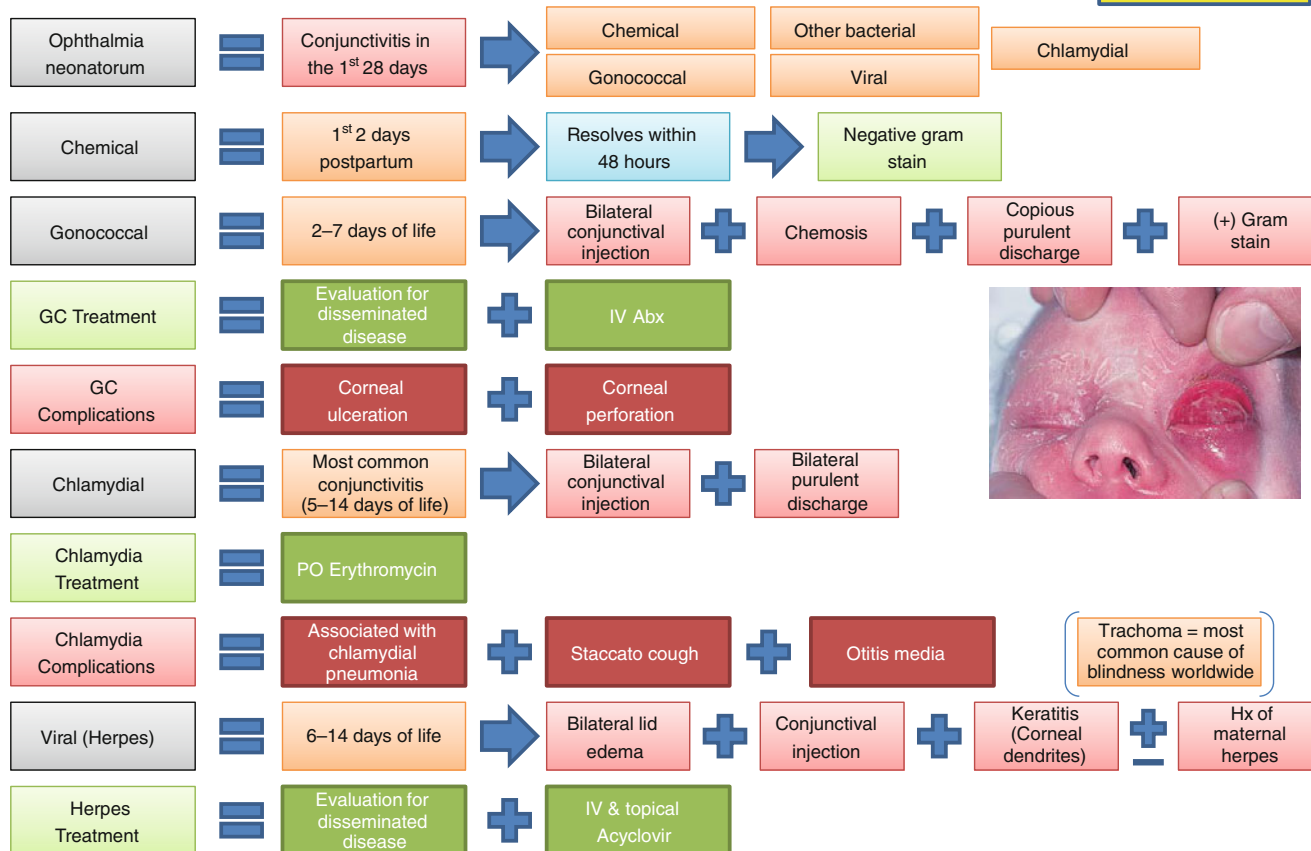 Ophthalmia
neonatorum
Conjunctivitis in
the 1st 28 days
Chemical
Other bacterial
Chlamydial
Gonococcal
Viral
Chemical
1st 2 days
postpartum
Resolves within
48 hours
Negative gram
stain
Gonococcal
2–7 days of life
Bilateral
conjunctival
injection
Chemosis
Copious
purulent
discharge
(+) Gram
stain
GC Treatment
Evaluation for
disseminated
disease
IV Abx
GC
Complications
Corneal
ulceration
Corneal
perforation
Chlamydial
Most common
conjunctivitis
(5–14 days of life)
Bilateral
conjunctival
injection
Bilateral
purulent
discharge
Chlamydia
Treatment
PO Erythromycin
Chlamydia
Complications
Associated with
chlamydial
pneumonia
Staccato cough
Otitis media
Trachoma = most
common cause of
blindness worldwide
Viral (Herpes)
6–14 days of life
Bilateral lid
edema
Conjunctival
injection
Keratitis
(Corneal
dendrites)
Hx of
maternal
herpes
Herpes
Treatment
Evaluation for
disseminated
disease
IV & topical
Acyclovir